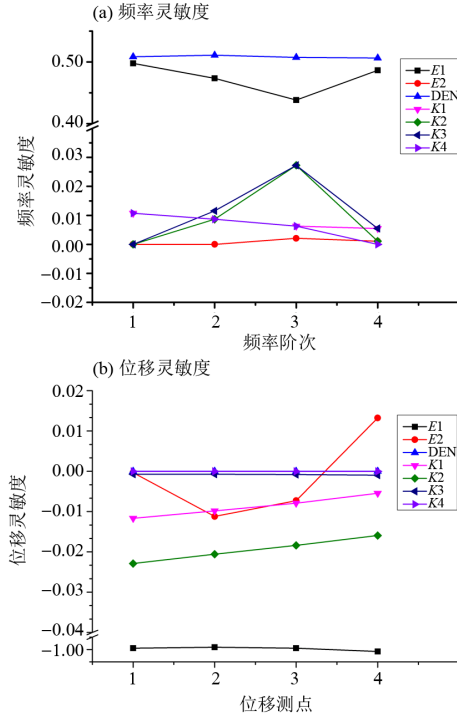 (a) 频率灵敏度
0.50
0.40
0.03
0.02
0.01
0.00
−0.01
−0.02
频率灵敏度
E1
E2
DEN
K1
K2
K3
K4
1 2 3 4
频率阶次
(b) 位移灵敏度
0.02
0.01
0.00
−0.01
−0.02
−0.03
−0.04
−1.00
位移灵敏度
E1
E2
DEN
K1
K2
K3
K4
1 2 3 4
位移测点